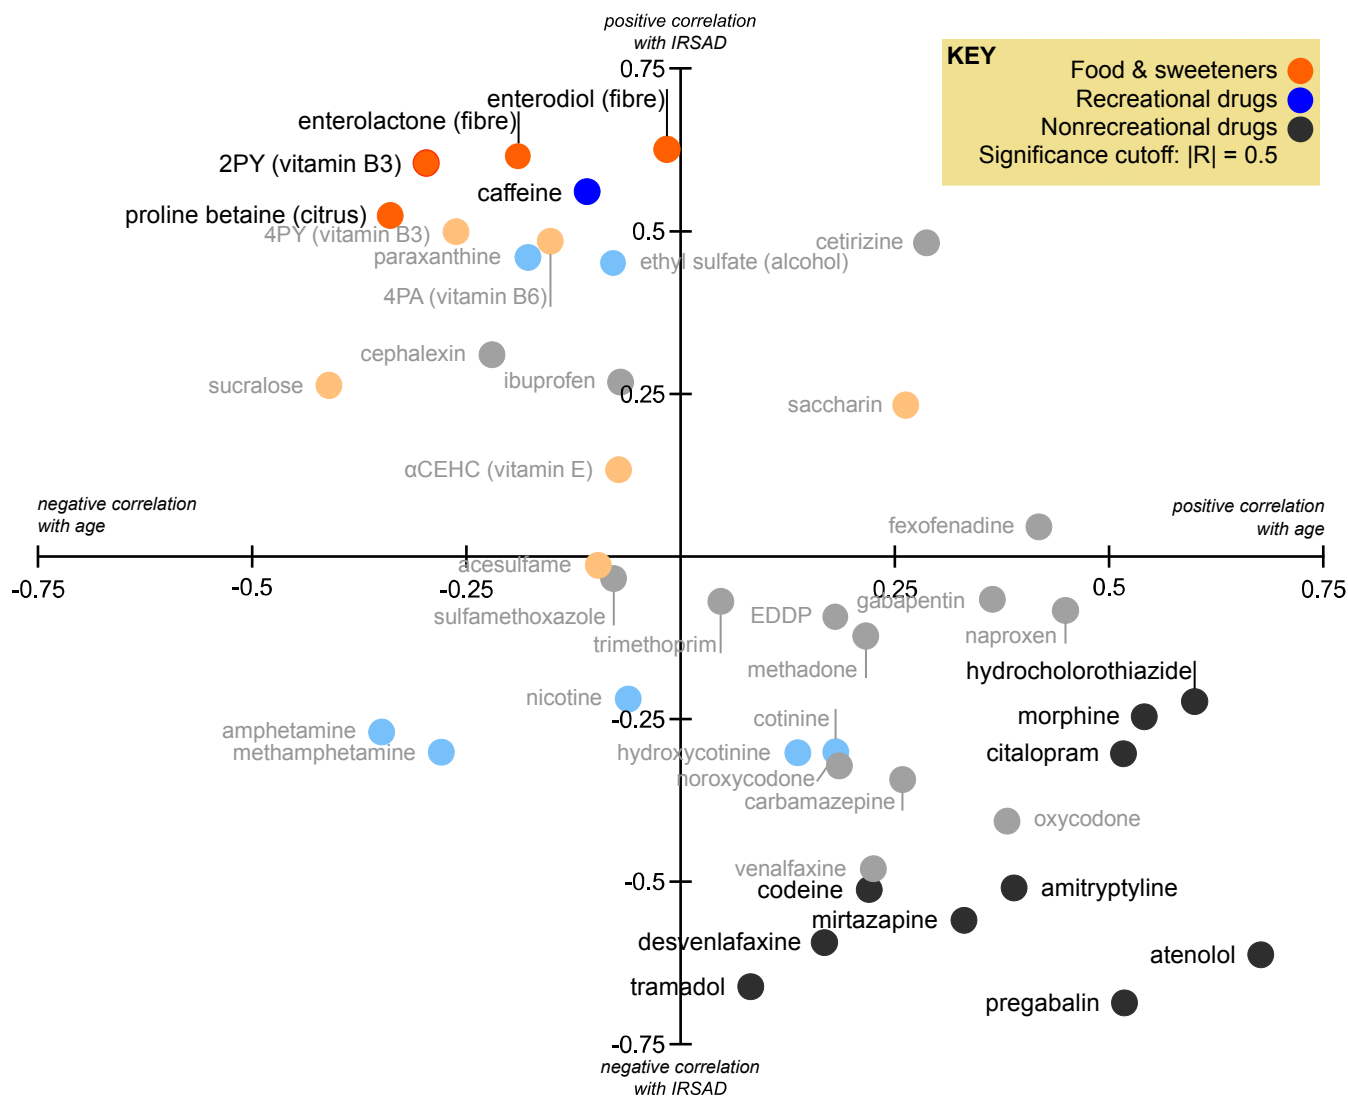 positive correlation
with IRSAD
0.75
KEY
Food & sweeteners
Recreational drugs
Nonrecreational drugs
Significance cutoff: |R| = 0.5
enterodiol (fibre)
enterolactone (fibre)
2PY (vitamin B3)
caffeine
proline betaine (citrus)
4PY (vitamin B3)
0.5
cetirizine
paraxanthine
ethyl sulfate (alcohol)
4PA (vitamin B6)
cephalexin
ibuprofen
sucralose
0.25
saccharin
αCEHC (vitamin E)
negative correlation
with age
positive correlation
with age
fexofenadine
acesulfame
-0.75
-0.5
-0.25
0.25
0.5
0.75
sulfamethoxazole
trimethoprim
EDDP
gabapentin
naproxen
methadone
hydrocholorothiazide
nicotine
-0.25
cotinine
morphine
amphetamine
methamphetamine
hydroxycotinine
citalopram
noroxycodone
carbamazepine
oxycodone
venalfaxine
-0.5
codeine
amitryptyline
mirtazapine
desvenlafaxine
atenolol
tramadol
pregabalin
-0.75
negative correlation
with IRSAD